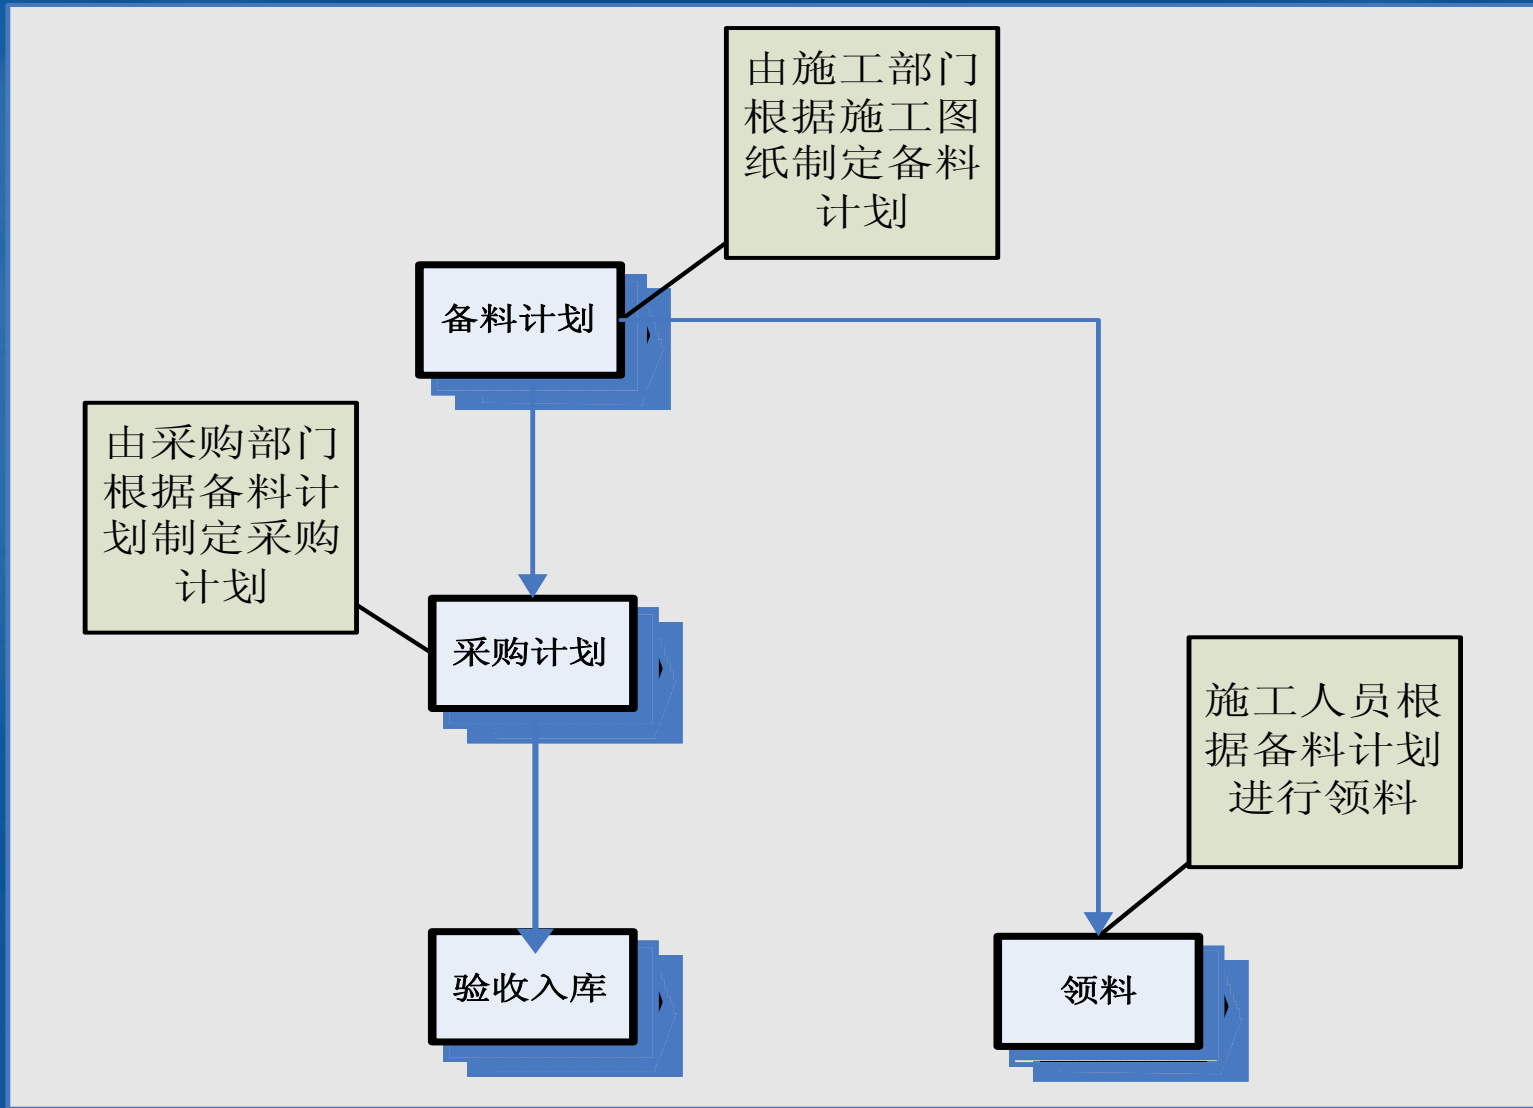 由施工部门
根据施工图
纸制定备料
计划
备料计划
由采购部门
根据备料计
划制定采购
计划
采购计划
施工人员根
据备料计划
进行领料
验收入库
领料